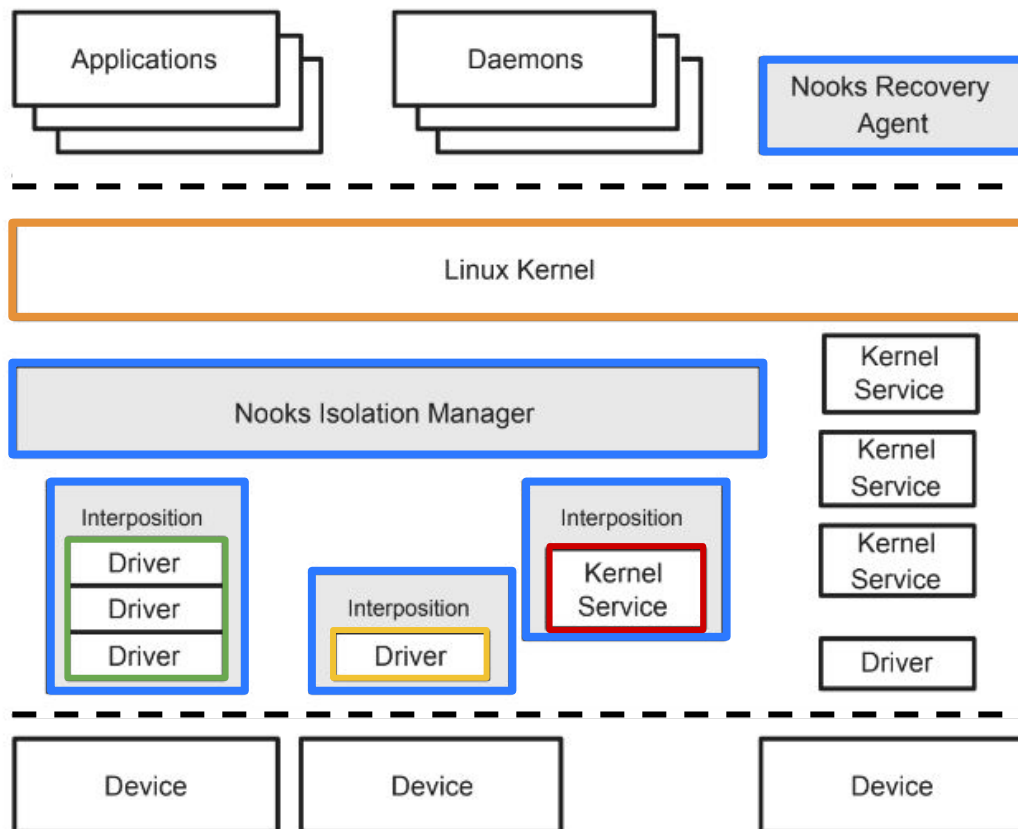 Applications
Daemons
Nooks Recovery
Agent
Linux Kernel
Kernel
Service
Nooks Isolation Manager
Kernel
Service
Interposition
Driver
Driver
Driver
Interposition
Driver
Interposition
Kernel
Service
Kernel
Service
Driver
Device
Device
Device